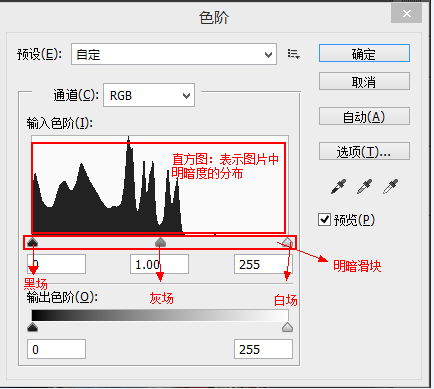 色阶
预设(E): 自定
确定
取消
自动(A)
选项(T)...
预览(P)
通道(C): RGB
输入色阶(I):
直方图：表示图片中
明暗度的分布
0 1.00 255
明暗滑块
黑场 灰场 白场
输出色阶(O):
0 255